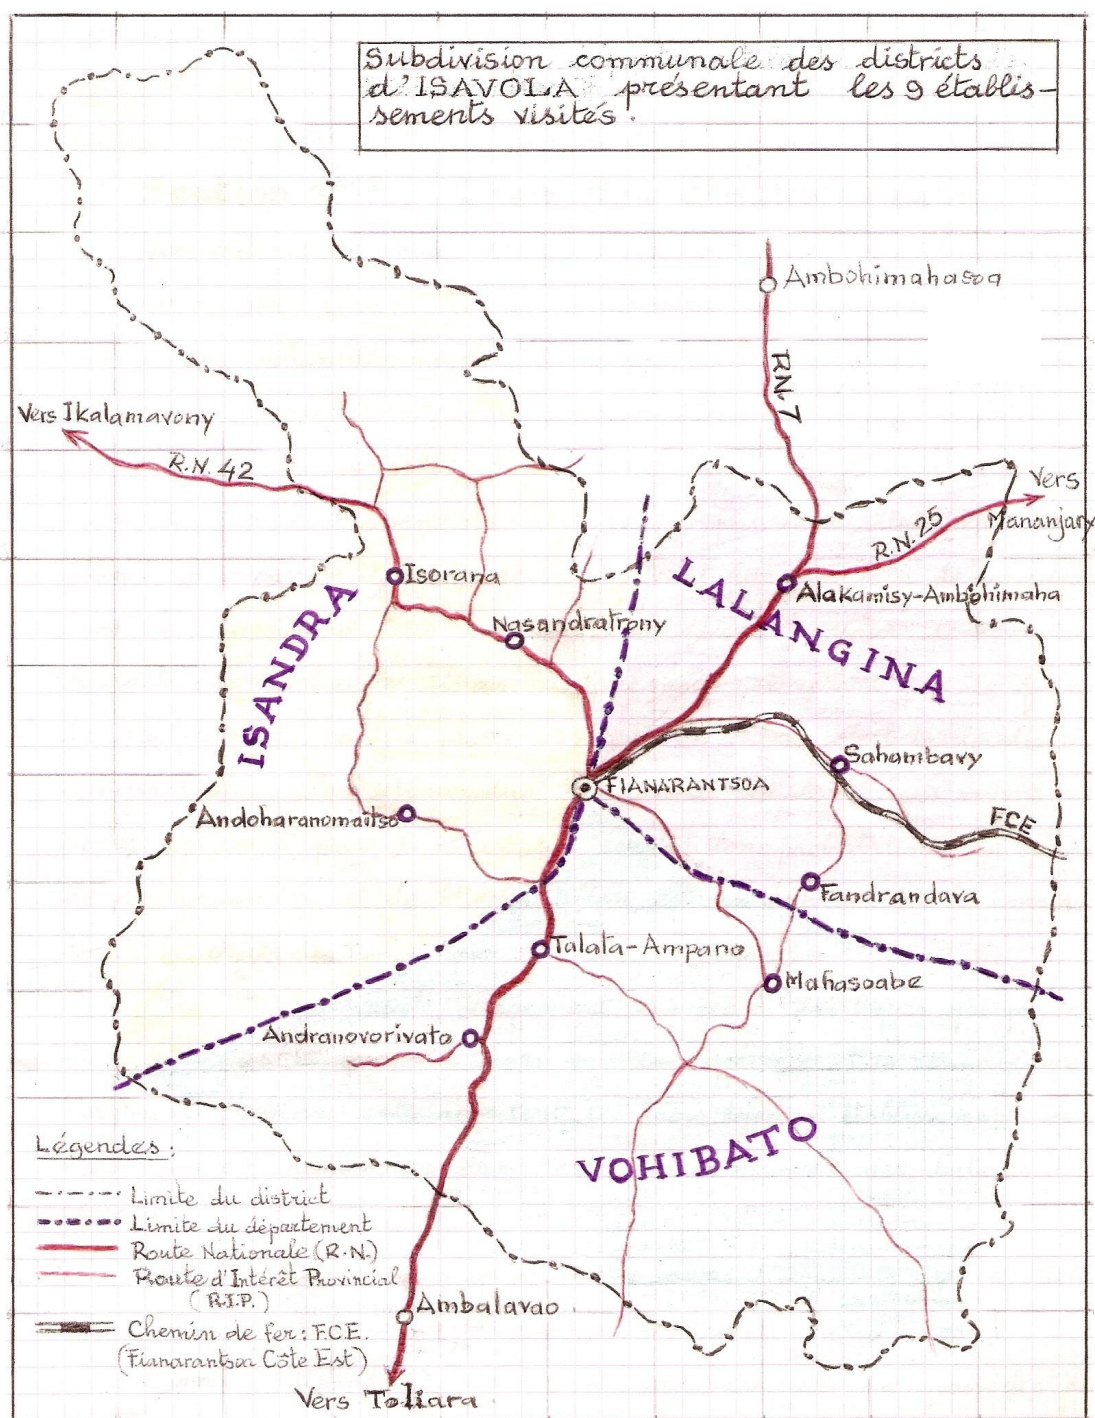 Subdivision communale des districts
d'ISAVOLA présentant les 9 établis-
sements visités.
Ambohimahasoa
RN.7
Vers Ikalamavony
R.N. 42
Vers
Mananjary
R.N. 25
Isorana
Alakamisy-Ambohimaha
LALANGINA
ISANDRA
Nasandratrony
Sahambavy
FIANARANTSOA
Andoharanomaitso
FCE
Fandrandava
Talata-Ampano
Mahasoabe
Andranovorivato
VOHIBATO
Légendes:
Limite du district
Limite du département
Route Nationale (R.N.)
Route d'Intérêt Provincial
(R.I.P.)
Chemin de fer: F.C.E.
(Fianarantsoa Côte Est)
Ambalavao
Vers Toliara